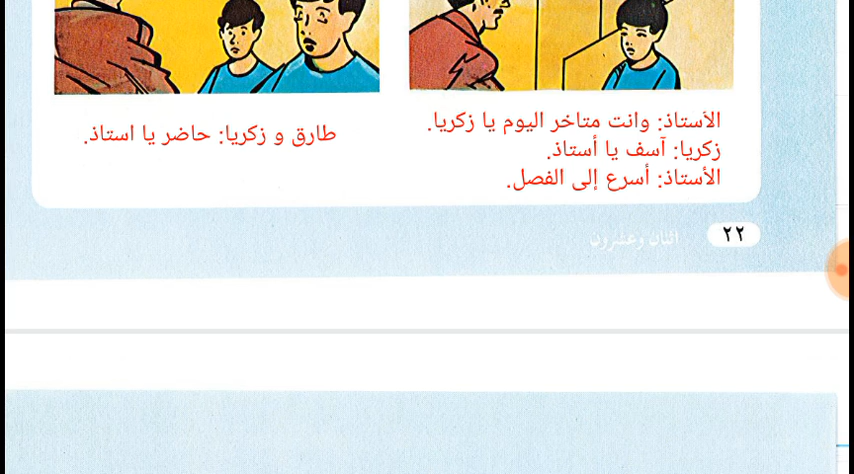 الأستاذ: وانت متاخر اليوم يا زكريا.
زكريا: آسف يا أستاذ.
الأستاذ: أسرع إلى الفصل.
طارق و زكريا: حاضر يا استاذ.
٢٢ اثنان وعشرون